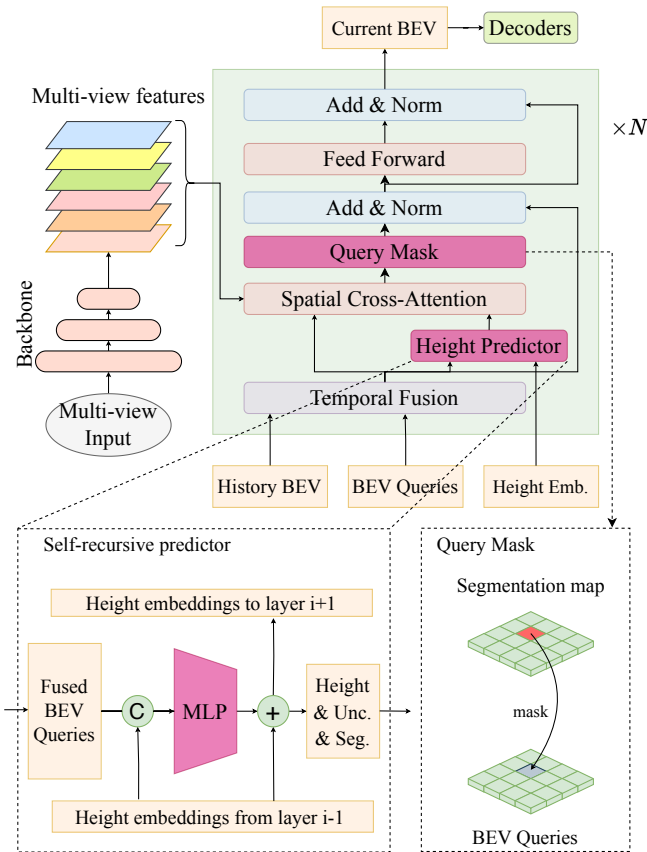 Current BEV
Decoders
Multi-view features
Add & Norm
×N
Feed Forward
Add & Norm
Query Mask
Spatial Cross-Attention
Backbone
Height Predictor
Multi-view
Input
Temporal Fusion
History BEV
BEV Queries
Height Emb.
Self-recursive predictor
Height embeddings to layer i+1
Fused
BEV
Queries
C
MLP
+
Height
& Unc.
& Seg.
Height embeddings from layer i-1
Query Mask
Segmentation map
mask
BEV Queries